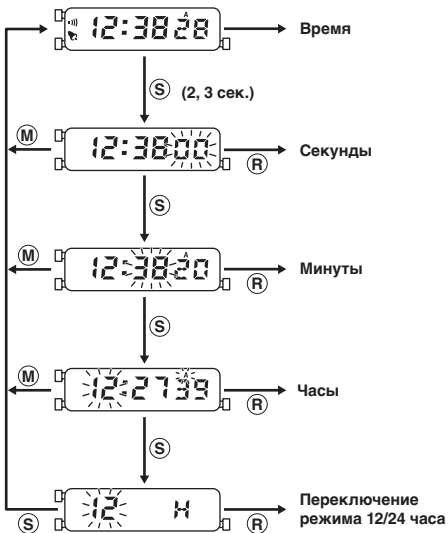 12:38 A 28
Время
S (2, 3 сек.)
M
12:38 00
R
Секунды
S
M
12:38 A 20
R
Минуты
S
M
12:27 A 39
R
Часы
S
S
12 H
R
Переключение
режима 12/24 часа